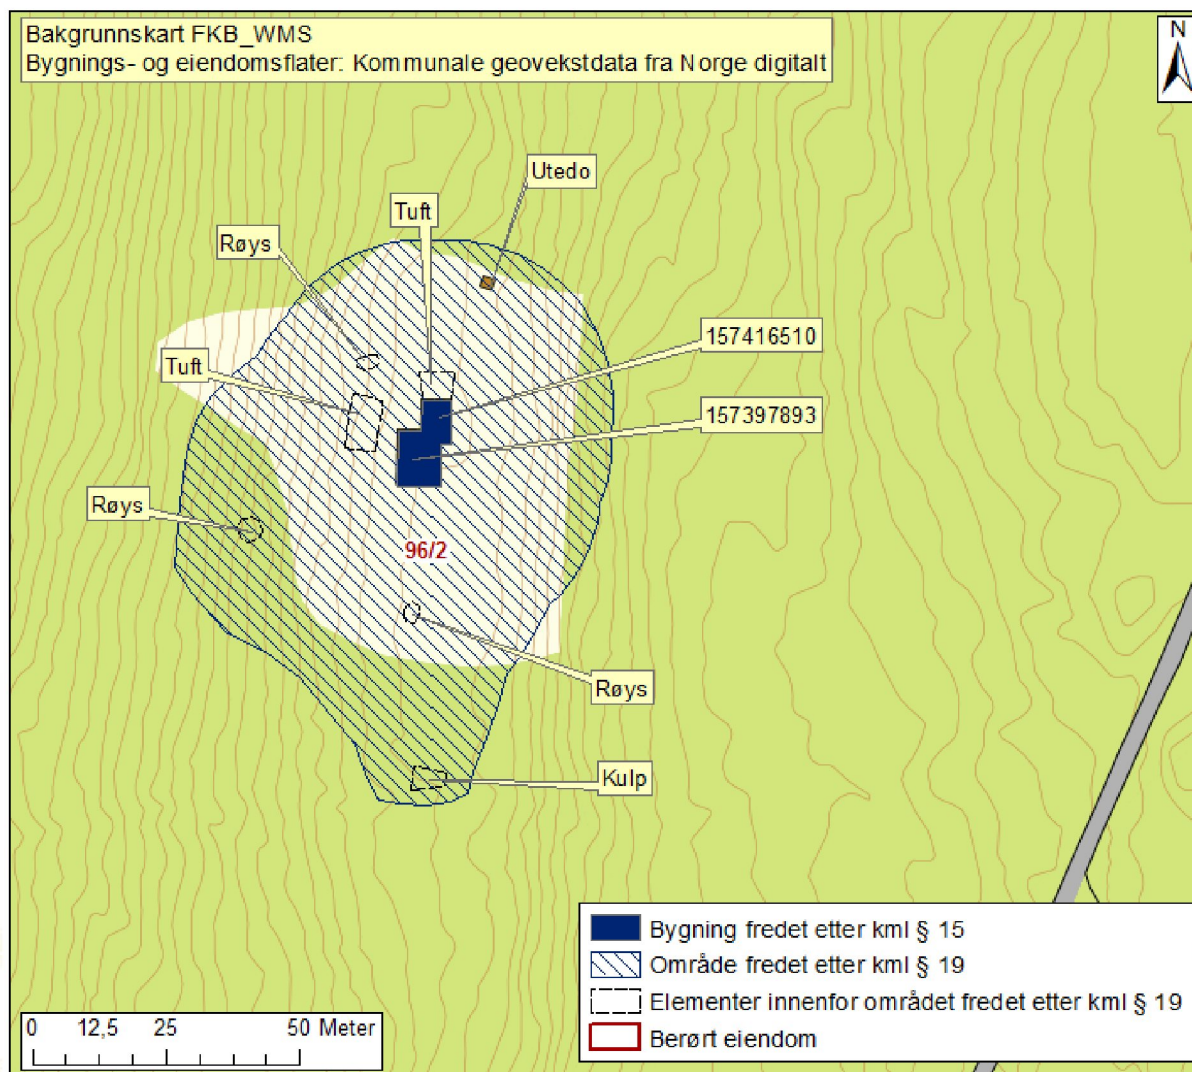 Bakgrunnskart FKB_WMS
Bygnings- og eiendomsflater: Kommunale geovekstdata fra Norge digitalt
N
Utedo
Tuft
Røys
157416510
Tuft
157397893
Røys
96/2
Røys
Kulp
Bygning fredet etter kml § 15
Område fredet etter kml § 19
Elementer innenfor området fredet etter kml § 19
Berørt eiendom
0 12,5 25 50 Meter